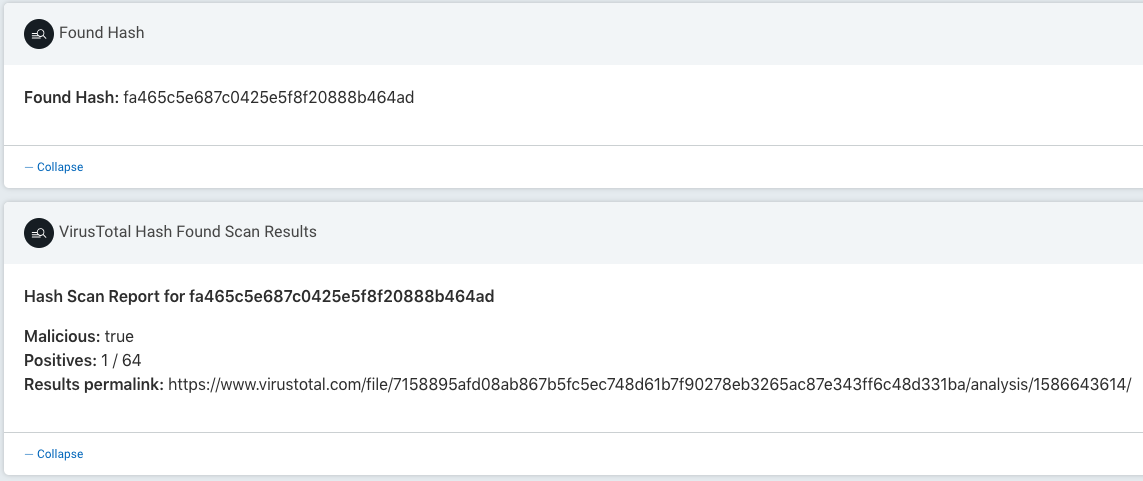 Found Hash
Found Hash: fa465c5e687c0425e5f8f20888b464ad
— Collapse
VirusTotal Hash Found Scan Results
Hash Scan Report for fa465c5e687c0425e5f8f20888b464ad
Malicious: true
Positives: 1 / 64
Results permalink: https://www.virustotal.com/file/7158895afd08ab867b5fc5ec748d61b7f90278eb3265ac87e343ff6c48d331ba/analysis/1586643614/
— Collapse